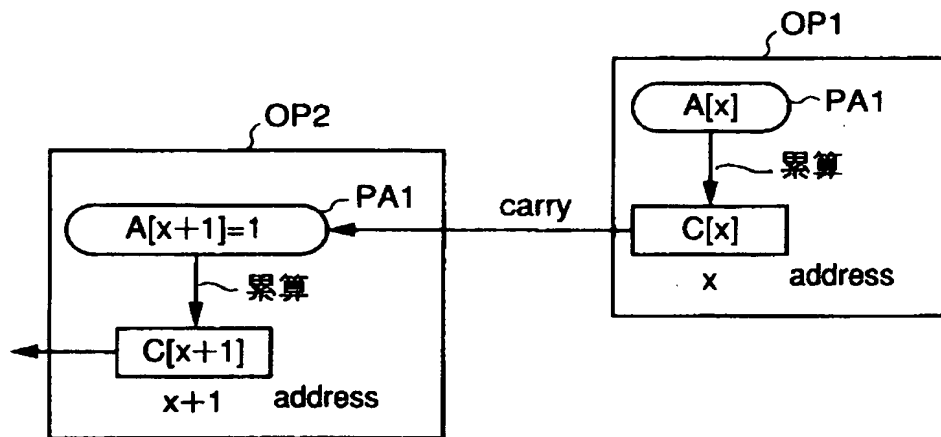 OP1
A[x]
PA1
累算
C[x]
x address
carry
OP2
PA1
A[x+1]=1
累算
C[x+1]
x+1 address